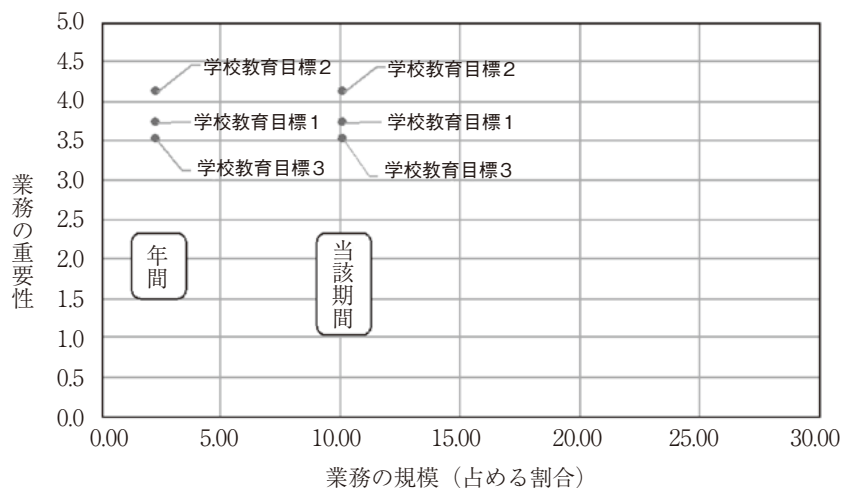 5.0
4.5
学校教育目標2 学校教育目標2
4.0
学校教育目標1 学校教育目標1
3.5
学校教育目標3 学校教育目標3
3.0
2.5
2.0
1.5
1.0
0.5
0.0
業務の重要性
年間
当該期間
0.00 5.00 10.00 15.00 20.00 25.00 30.00
業務の規模（占める割合）